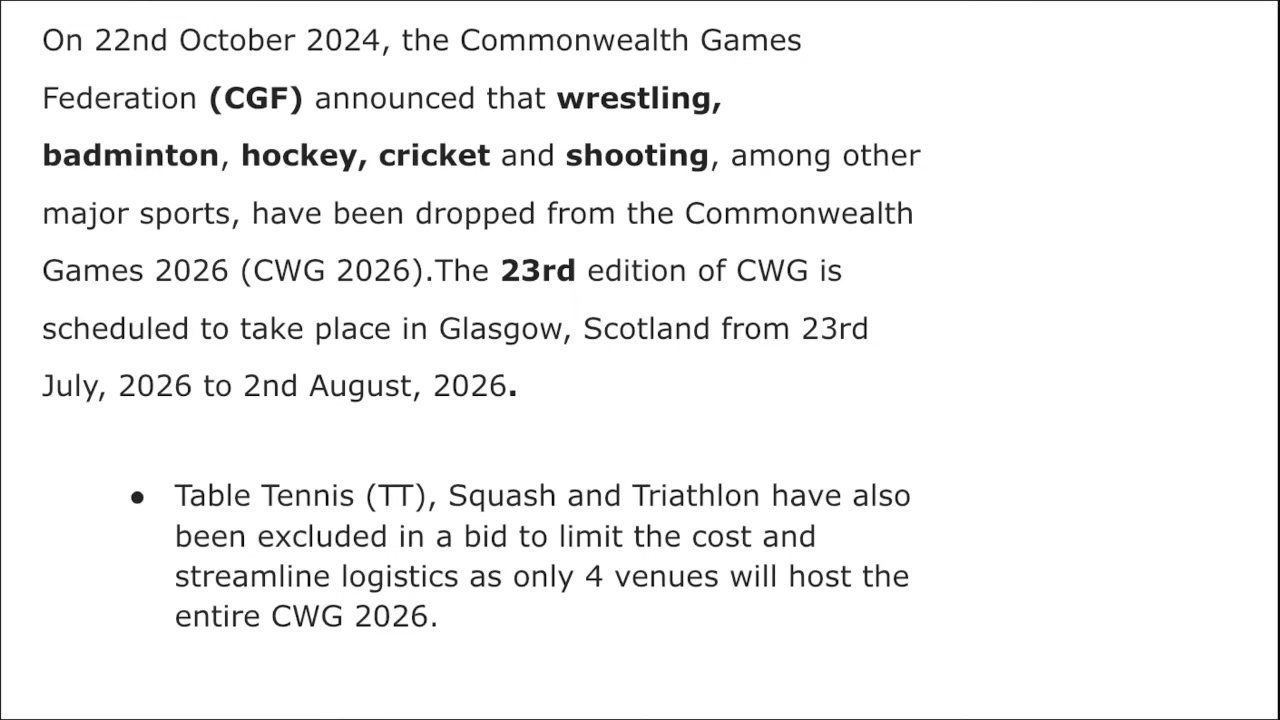 On 22nd October 2024, the Commonwealth Games
Federation (CGF) announced that wrestling,
badminton, hockey, cricket and shooting, among other
major sports, have been dropped from the Commonwealth
Games 2026 (CWG 2026).The 23rd edition of CWG is
scheduled to take place in Glasgow, Scotland from 23rd
July, 2026 to 2nd August, 2026.
● Table Tennis (TT), Squash and Triathlon have also
been excluded in a bid to limit the cost and
streamline logistics as only 4 venues will host the
entire CWG 2026.